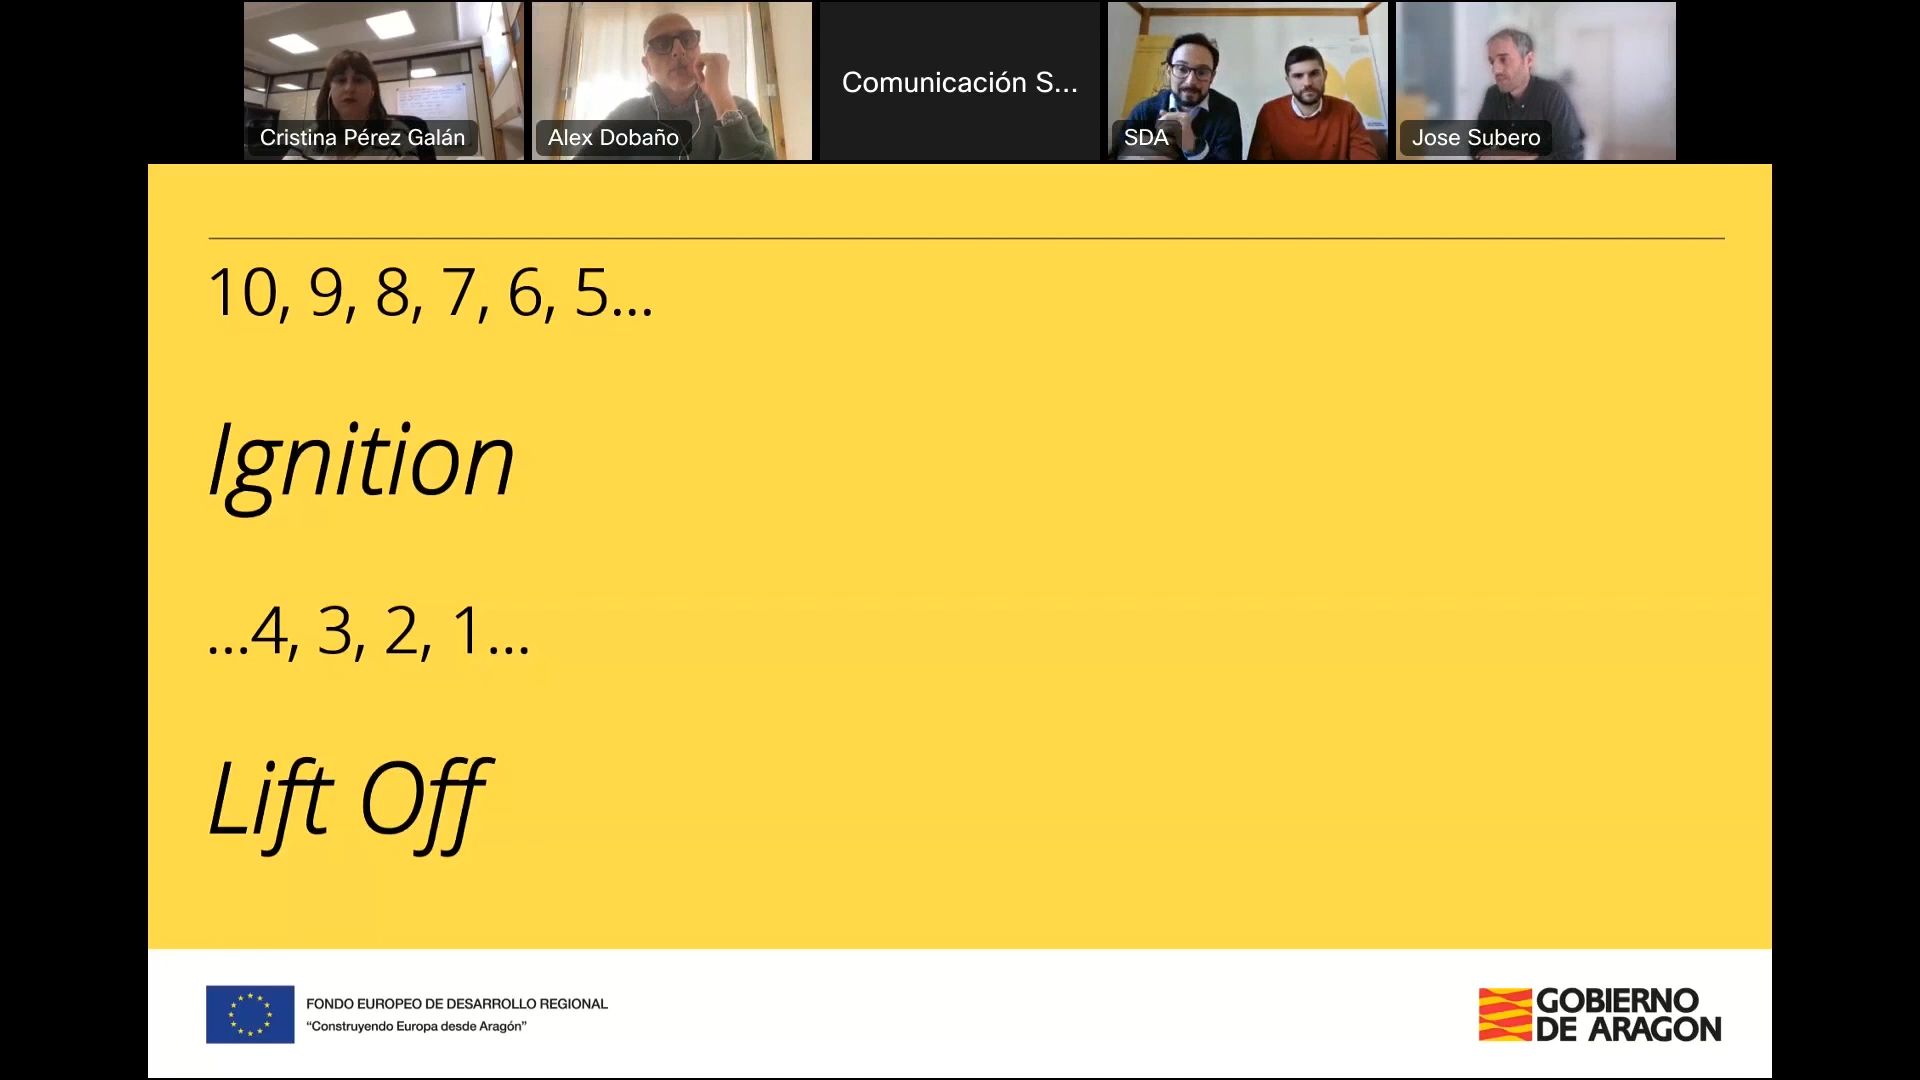 Cristina Pérez Galán
Alex Dobaño
Comunicación S...
SDA
Jose Subero
10, 9, 8, 7, 6, 5...
Ignition
...4, 3, 2, 1...
Lift Off
FONDO EUROPEO DE DESARROLLO REGIONAL
“Construyendo Europa desde Aragón”
GOBIERNO
DE ARAGON